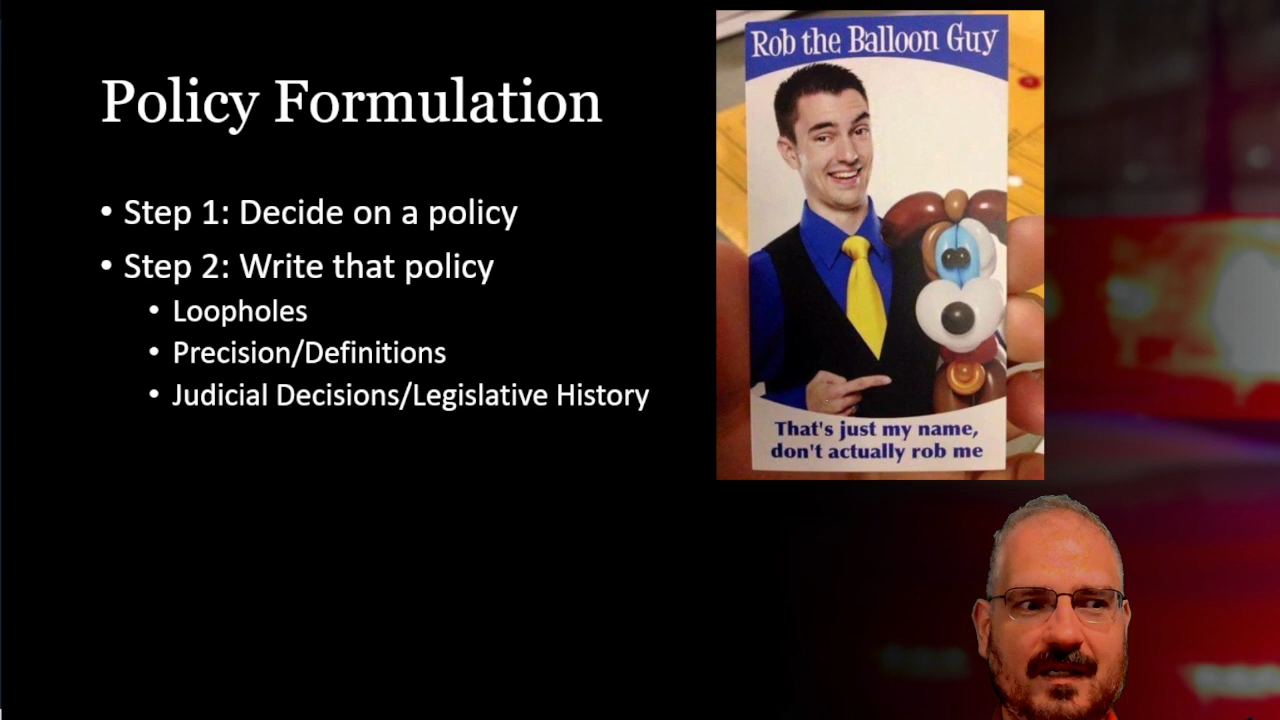 Policy Formulation
• Step 1: Decide on a policy
• Step 2: Write that policy
• Loopholes
• Precision/Definitions
• Judicial Decisions/Legislative History
Rob the Balloon Guy
That's just my name,
don't actually rob me